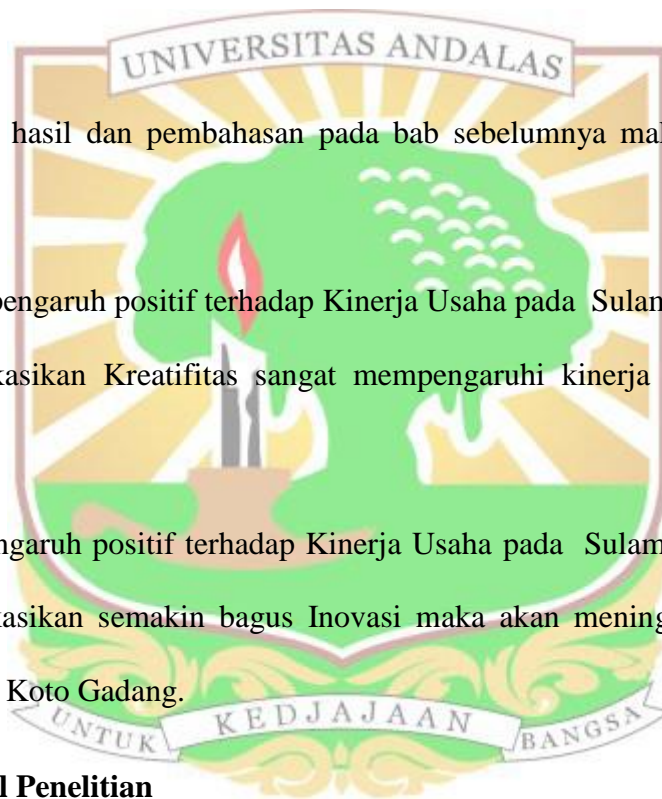 UNIVERSITAS ANDALAS
hasil dan pembahasan pada bab sebelumnya
pengaruh positif terhadap Kinerja Usaha pada Sulam
kasikan Kreatifitas sangat mempengaruhi kinerja
ngaruh positif terhadap Kinerja Usaha pada Sulam
kasikan semakin bagus Inovasi maka akan mening
Koto Gadang.
UNTUK KEDJAJAAN BANGSA
l Penelitian